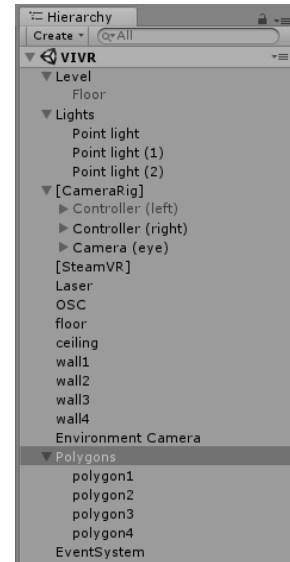 Hierarchy
Create
All
VIVR
Level
Floor
Lights
Point light
Point light (1)
Point light (2)
[CameraRig]
Controller (left)
Controller (right)
Camera (eye)
[SteamVR]
Laser
OSC
floor
ceiling
wall1
wall2
wall3
wall4
Environment Camera
Polygons
polygon1
polygon2
polygon3
polygon4
EventSystem